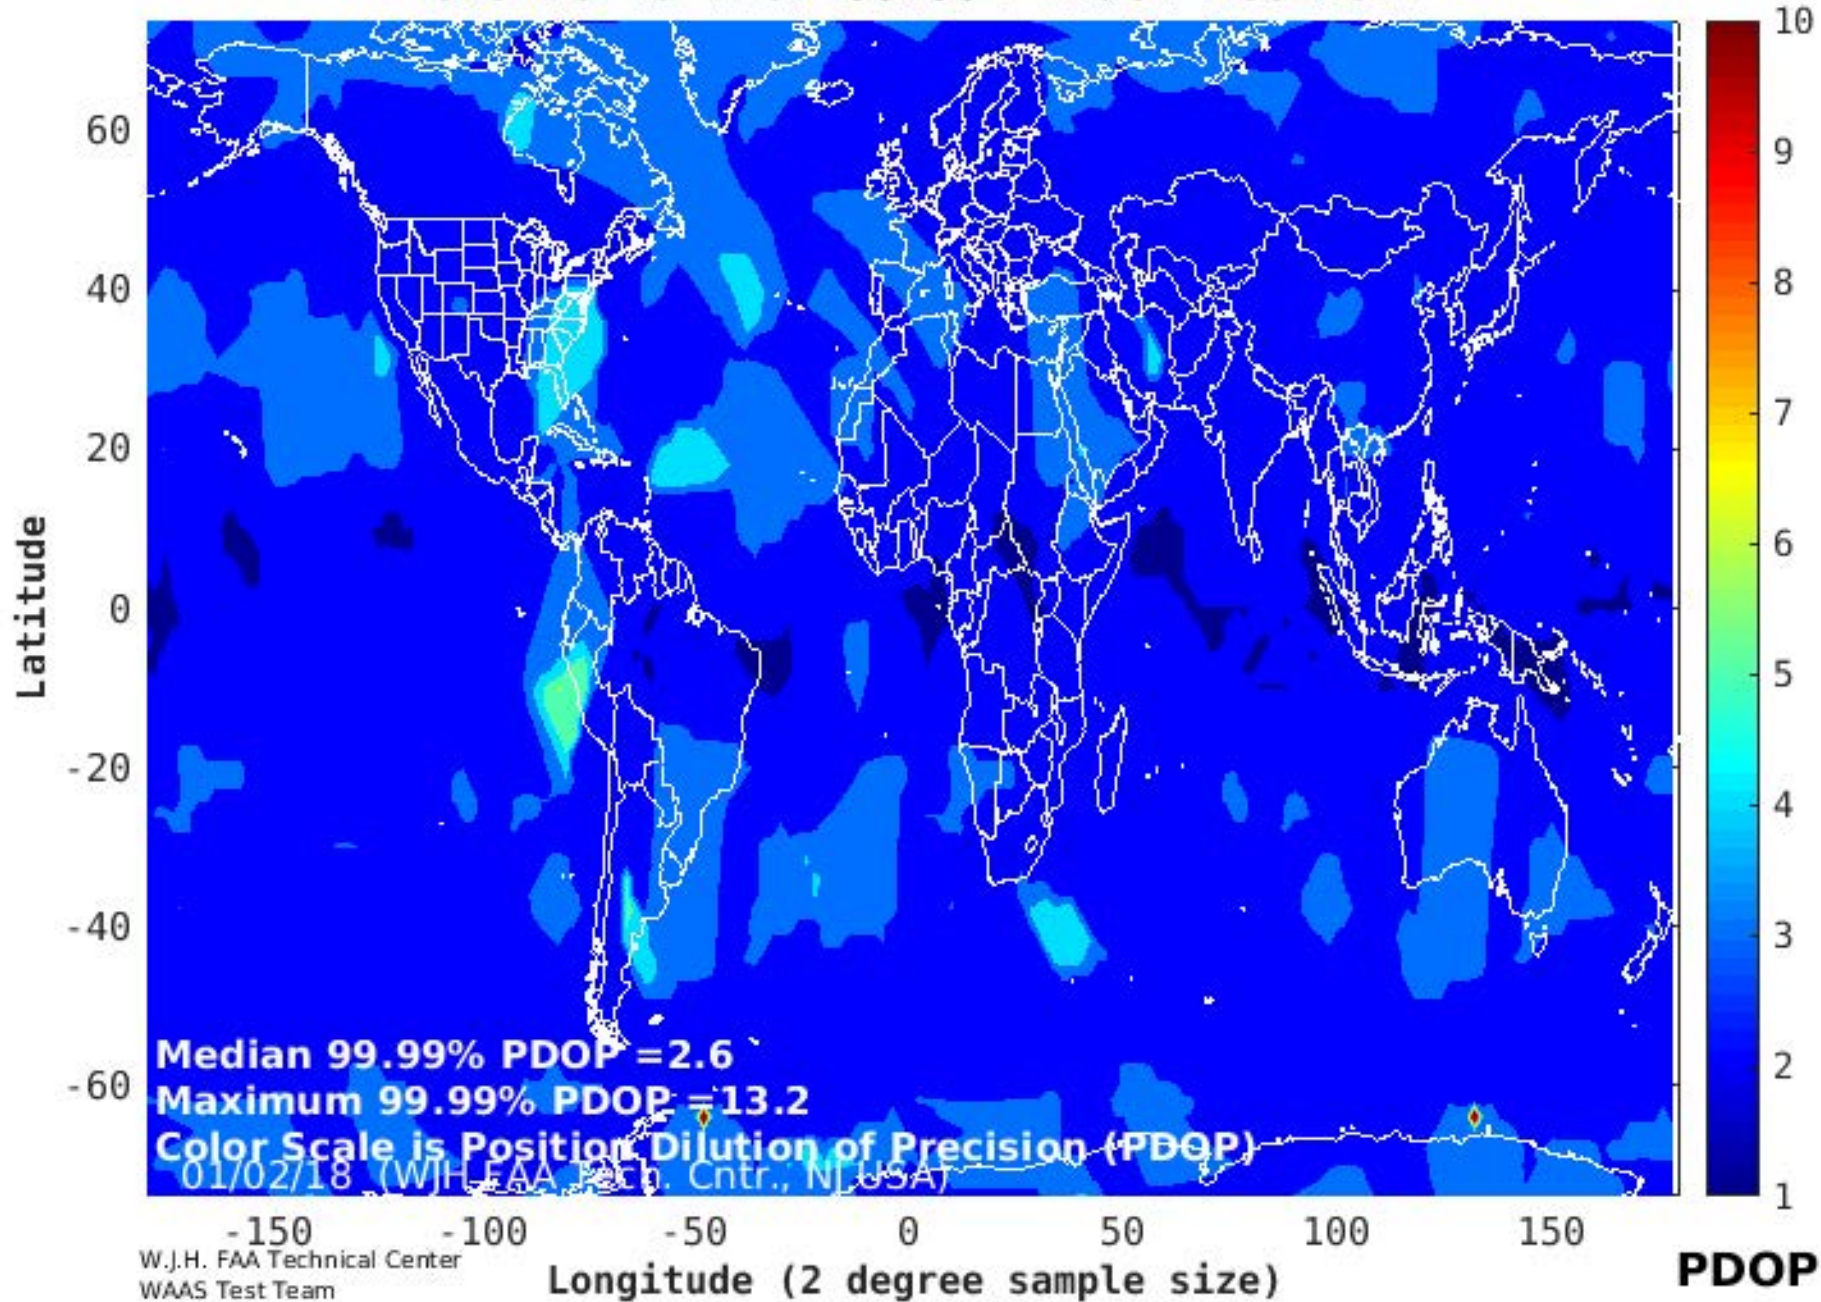 10
9
8
7
6
5
4
3
2
1
Latitude
60
40
20
0
-20
-40
-60
Median 99.99% PDOP =2.6
Maximum 99.99% PDOP =13.2
Color Scale is Position Dilution of Precision (PDOP)
01/02/18 (WJH FAA Tech. Cntr., NJ USA)
-150 -100 -50 0 50 100 150
W.J.H. FAA Technical Center
WAAS Test Team
Longitude (2 degree sample size)
PDOP